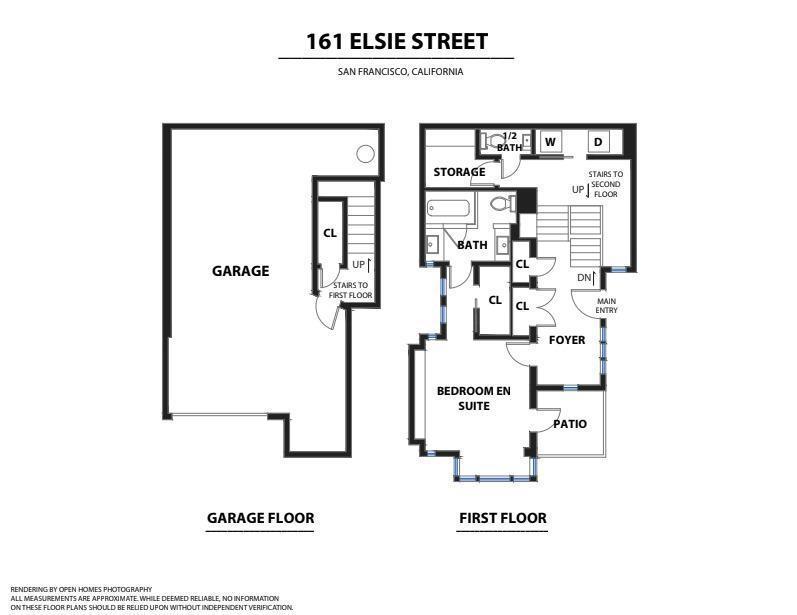 161 ELSIE STREET
SAN FRANCISCO, CALIFORNIA
GARAGE
CL
UP
STAIRS TO
FIRST FLOOR
GARAGE FLOOR
1/2
BATH
W
D
STORAGE
STAIRS TO
SECOND
FLOOR
UP
BATH
CL
DN
CL
CL
MAIN
ENTRY
FOYER
BEDROOM EN
SUITE
PATIO
FIRST FLOOR
RENDERING BY OPEN HOMES PHOTOGRAPHY
ALL MEASUREMENTS ARE APPROXIMATE. WHILE DEEMED RELIABLE, NO INFORMATION
ON THESE FLOOR PLANS SHOULD BE RELIED UPON WITHOUT INDEPENDENT VERIFICATION.